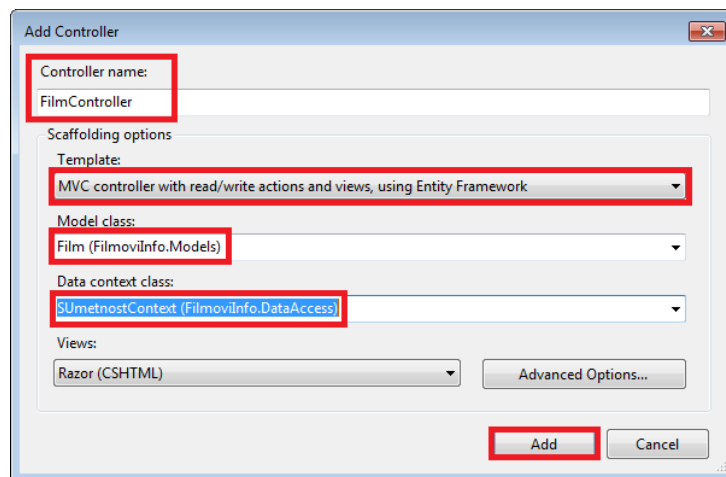 Add Controller
Controller name:
FilmController
Scaffolding options
Template:
MVC controller with read/write actions and views, using Entity Framework
Model class:
Film (FilmoviInfo.Models)
Data context class:
SUmetnostContext (FilmoviInfo.DataAccess)
Views:
Razor (CSHTML)
Advanced Options...
Add
Cancel